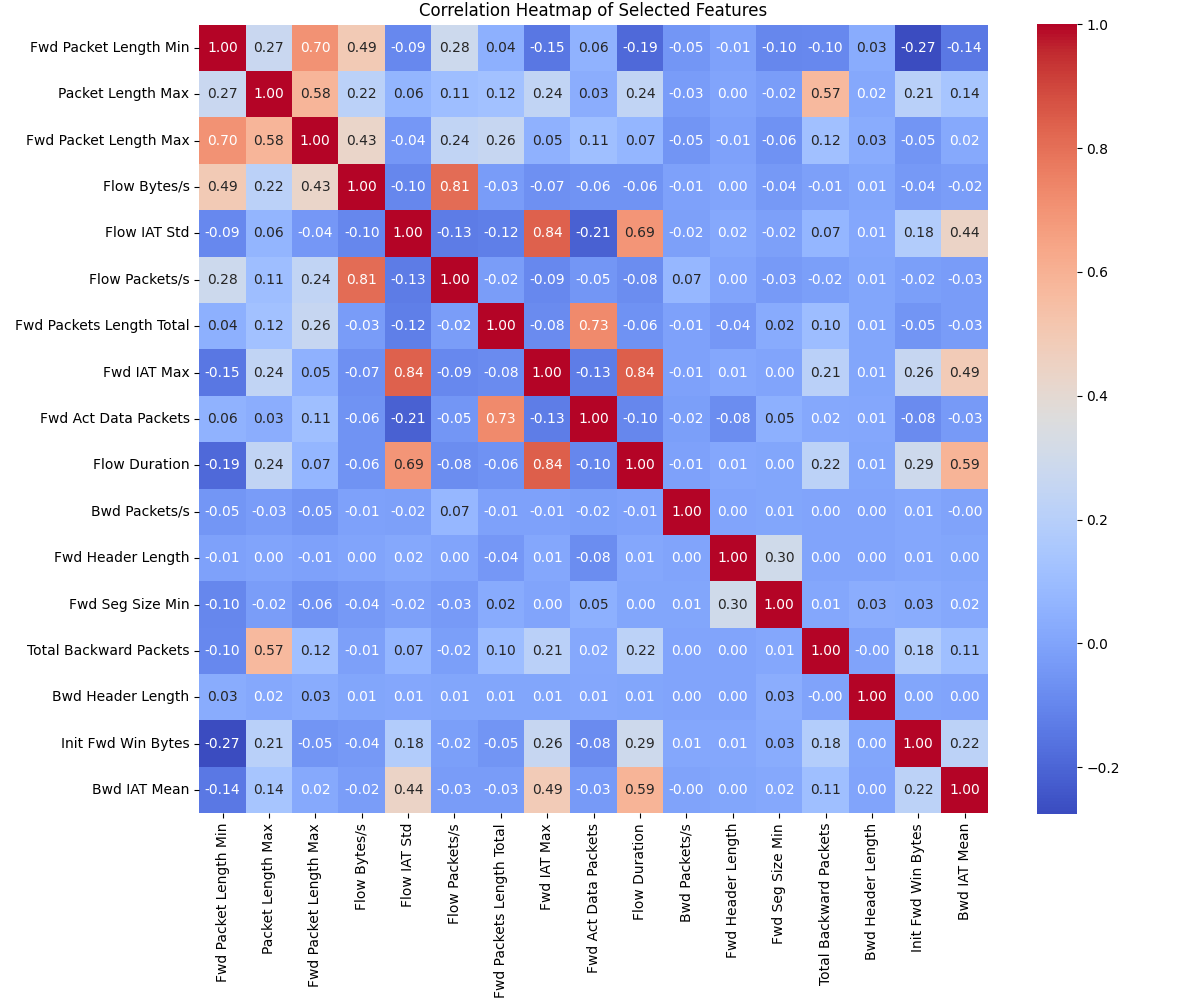 Correlation Heatmap of Selected Features
Fwd Packet Length Min 1.00 0.27 0.70 0.49 -0.09 0.28 0.04 -0.15 0.06 -0.19 -0.05 -0.01 -0.10 -0.10 0.03 -0.27 -0.14
Packet Length Max 0.27 1.00 0.58 0.22 0.06 0.11 0.12 0.24 0.03 0.24 -0.03 0.00 -0.02 0.57 0.02 0.21 0.14
Fwd Packet Length Max 0.70 0.58 1.00 0.43 -0.04 0.24 0.26 0.05 0.11 0.07 -0.05 -0.01 -0.06 0.12 0.03 -0.05 0.02
Flow Bytes/s 0.49 0.22 0.43 1.00 -0.10 0.81 -0.03 -0.07 -0.06 -0.06 -0.01 0.00 -0.04 -0.01 0.01 -0.04 -0.02
Flow IAT Std -0.09 0.06 -0.04 -0.10 1.00 -0.13 -0.12 0.84 -0.21 0.69 -0.02 0.02 -0.02 0.07 0.01 0.18 0.44
Flow Packets/s 0.28 0.11 0.24 0.81 -0.13 1.00 -0.02 -0.09 -0.05 -0.08 0.07 0.00 -0.03 -0.02 0.01 -0.02 -0.03
Fwd Packets Length Total 0.04 0.12 0.26 -0.03 -0.12 -0.02 1.00 -0.08 0.73 -0.06 -0.01 -0.04 0.02 0.10 0.01 -0.05 -0.03
Fwd IAT Max -0.15 0.24 0.05 -0.07 0.84 -0.09 -0.08 1.00 -0.13 0.84 -0.01 0.01 0.00 0.21 0.01 0.26 0.49
Fwd Act Data Packets 0.06 0.03 0.11 -0.06 -0.21 -0.05 0.73 -0.13 1.00 -0.10 -0.02 -0.08 0.05 0.02 0.01 -0.08 -0.03
Flow Duration -0.19 0.24 0.07 -0.06 0.69 -0.08 -0.06 0.84 -0.10 1.00 -0.01 0.01 0.00 0.22 0.01 0.29 0.59
Bwd Packets/s -0.05 -0.03 -0.05 -0.01 -0.02 0.07 -0.01 -0.01 -0.02 -0.01 1.00 0.00 0.01 0.00 0.00 0.01 -0.00
Fwd Header Length -0.01 0.00 -0.01 0.00 0.02 0.00 -0.04 0.01 -0.08 0.01 0.00 1.00 0.30 0.00 0.00 0.01 0.00
Fwd Seg Size Min -0.10 -0.02 -0.06 -0.04 -0.02 -0.03 0.02 0.00 0.05 0.00 0.01 0.30 1.00 0.01 0.03 0.03 0.02
Total Backward Packets -0.10 0.57 0.12 -0.01 0.07 -0.02 0.10 0.21 0.02 0.22 0.00 0.00 0.01 1.00 -0.00 0.18 0.11
Bwd Header Length 0.03 0.02 0.03 0.01 0.01 0.01 0.01 0.01 0.01 0.01 0.00 0.00 0.03 -0.00 1.00 0.00 0.00
Init Fwd Win Bytes -0.27 0.21 -0.05 -0.04 0.18 -0.02 -0.05 0.26 -0.08 0.29 0.01 0.01 0.03 0.18 0.00 1.00 0.22
Bwd IAT Mean -0.14 0.14 0.02 -0.02 0.44 -0.03 -0.03 0.49 -0.03 0.59 -0.00 0.00 0.02 0.11 0.00 0.22 1.00
Fwd Packet Length Min
Packet Length Max
Fwd Packet Length Max
Flow Bytes/s
Flow IAT Std
Flow Packets/s
Fwd Packets Length Total
Fwd IAT Max
Fwd Act Data Packets
Flow Duration
Bwd Packets/s
Fwd Header Length
Fwd Seg Size Min
Total Backward Packets
Bwd Header Length
Init Fwd Win Bytes
Bwd IAT Mean
1.0
0.8
0.6
0.4
0.2
0.0
−0.2